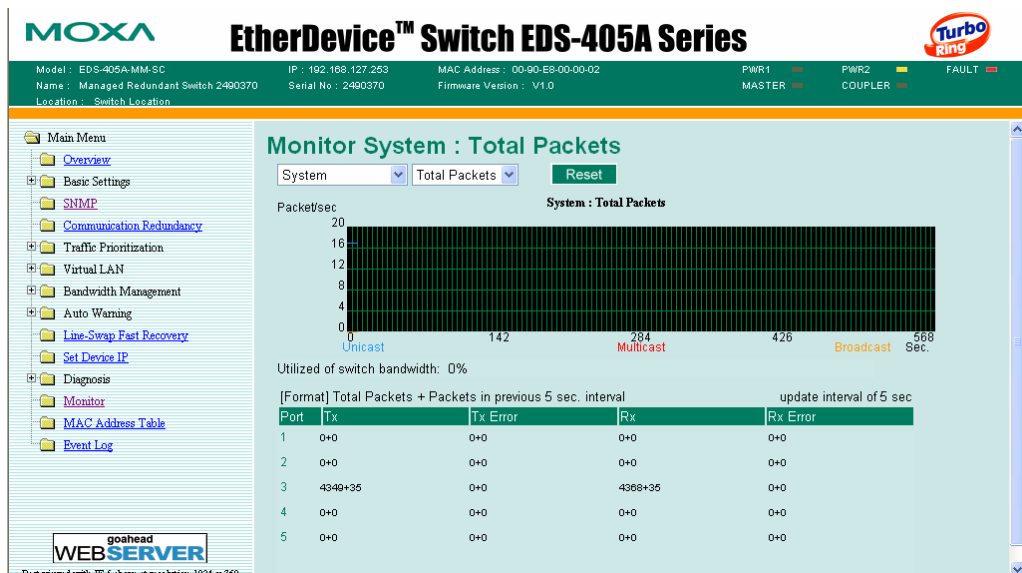 MOXA
EtherDevice™ Switch EDS-405A Series
Turbo Ring
Model : EDS-405A-MM-SC IP : 192.168.127.253 MAC Address : 00-90-E8-00-00-02 PWR1 PWR2 FAULT
Name : Managed Redundant Switch 2490370 Serial No : 2490370 Firmware Version : V1.0 MASTER COUPLER
Location : Switch Location
Main Menu
Overview
Basic Settings
SNMP
Communication Redundancy
Traffic Prioritization
Virtual LAN
Bandwidth Management
Auto Warning
Line-Swap Fast Recovery
Set Device IP
Diagnosis
Monitor
MAC Address Table
Event Log
goahead
WEBSERVER
Monitor System : Total Packets
System Total Packets Reset
System : Total Packets
Packet/sec
20
16
12
8
4
0
0 142 284 426 568
Unicast Multicast Broadcast Sec.
Utilized of switch bandwidth: 0%
[Format] Total Packets + Packets in previous 5 sec. interval update interval of 5 sec
Port Tx Tx Error Rx Rx Error
1 0+0 0+0 0+0 0+0
2 0+0 0+0 0+0 0+0
3 4349+35 0+0 4368+35 0+0
4 0+0 0+0 0+0 0+0
5 0+0 0+0 0+0 0+0